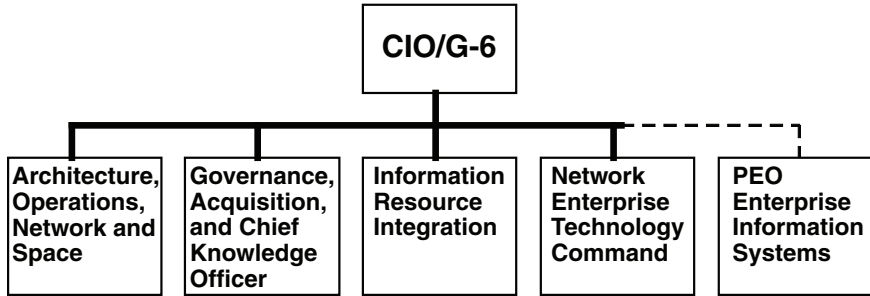 CIO/G-6
Architecture,
Operations,
Network and
Space
Governance,
Acquisition,
and Chief
Knowledge
Officer
Information
Resource
Integration
Network
Enterprise
Technology
Command
PEO
Enterprise
Information
Systems